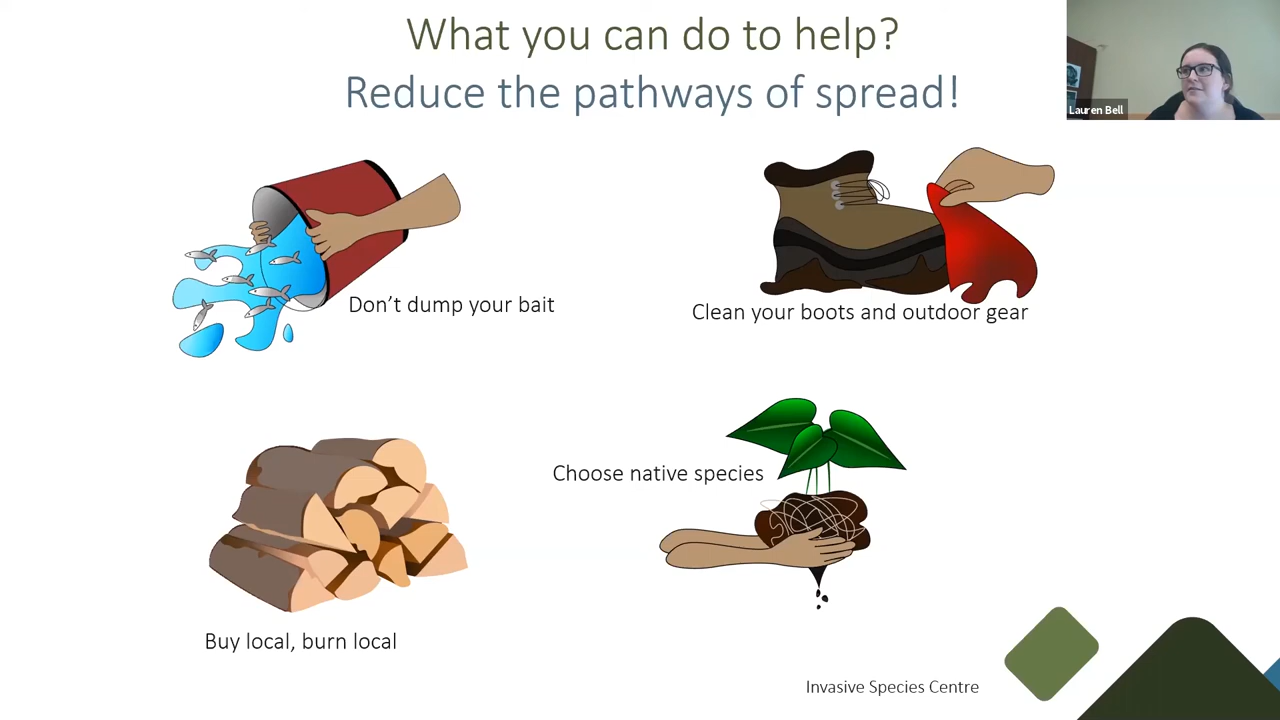 What you can do to help?
Reduce the pathways of spread!
Lauren Bell
Don’t dump your bait
Clean your boots and outdoor gear
Choose native species
Buy local, burn local
Invasive Species Centre